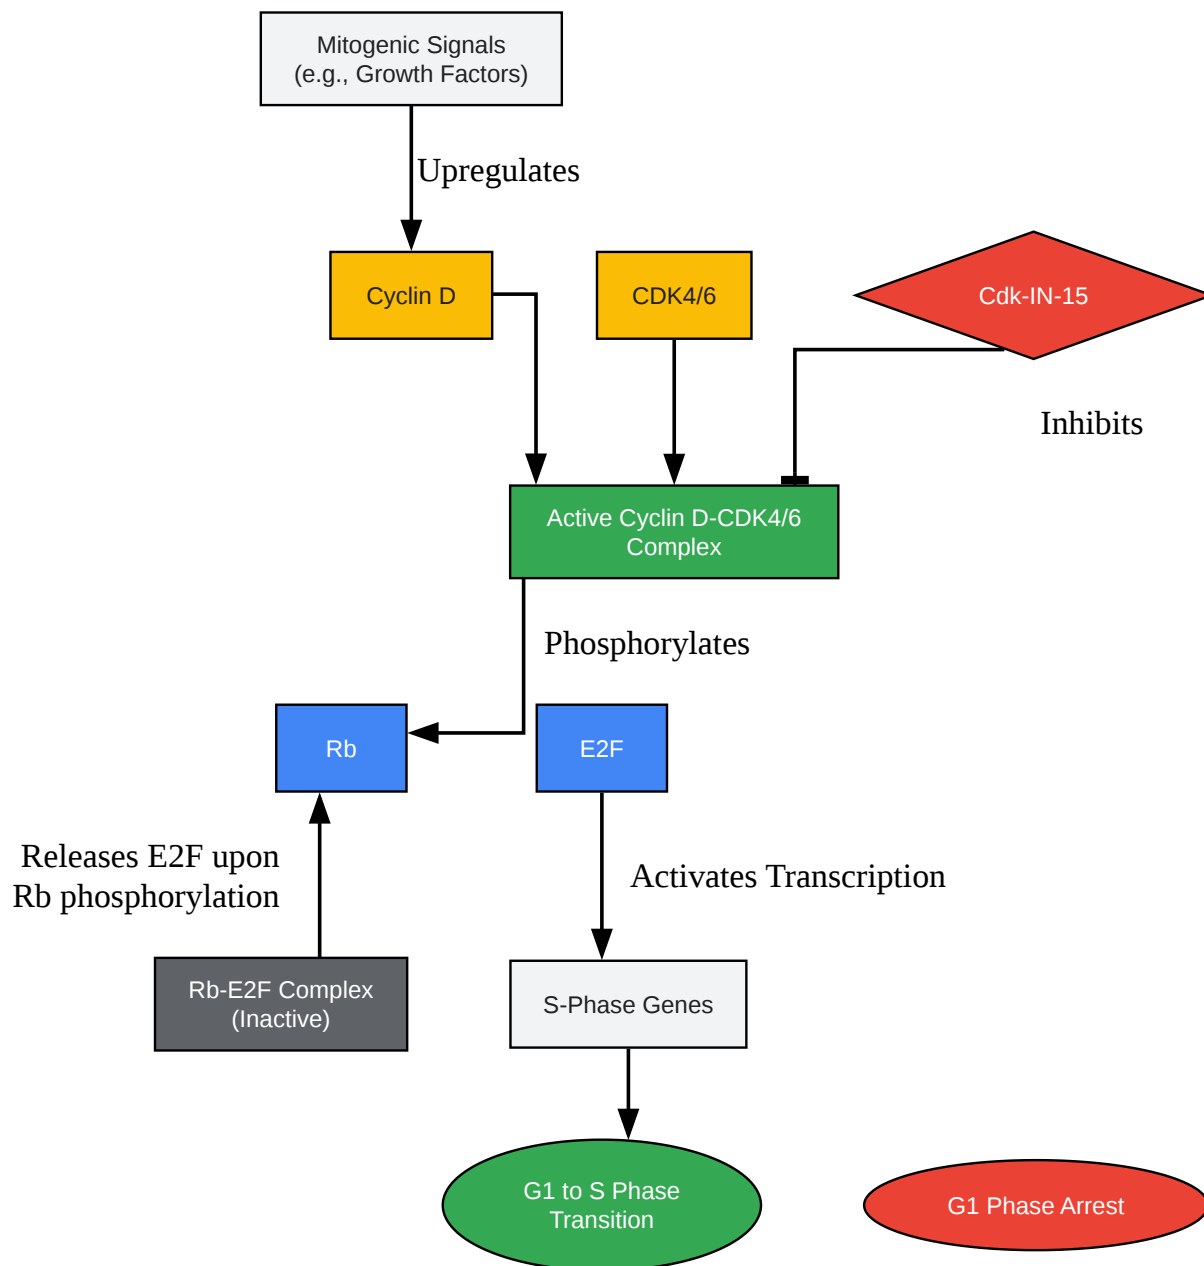 Mitogenic Signals
(e.g., Growth Factors)
Upregulates
Cyclin D
CDK4/6
Cdk-IN-15
Inhibits
Active Cyclin D-CDK4/6
Complex
Phosphorylates
Rb
E2F
Releases E2F upon
Rb phosphorylation
Activates Transcription
Rb-E2F Complex
(Inactive)
S-Phase Genes
G1 to S Phase
Transition
G1 Phase Arrest